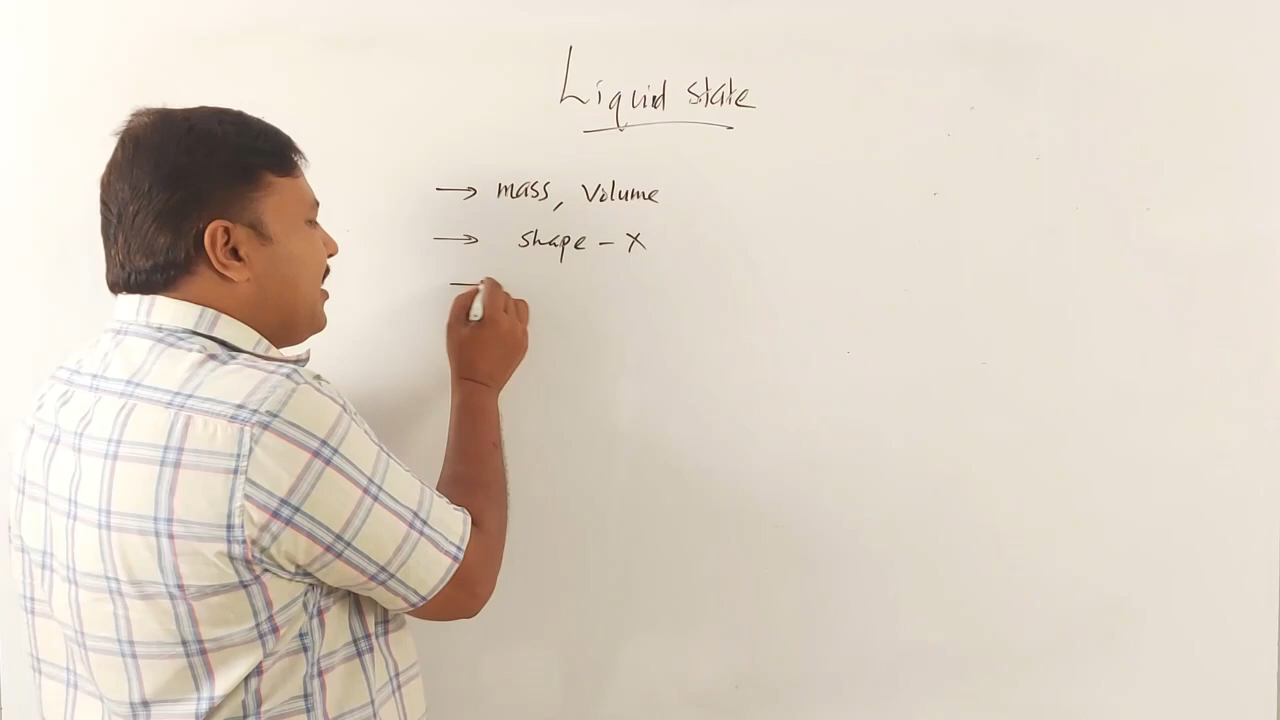 Liquid state
→ mass, Volume
→ shape - X